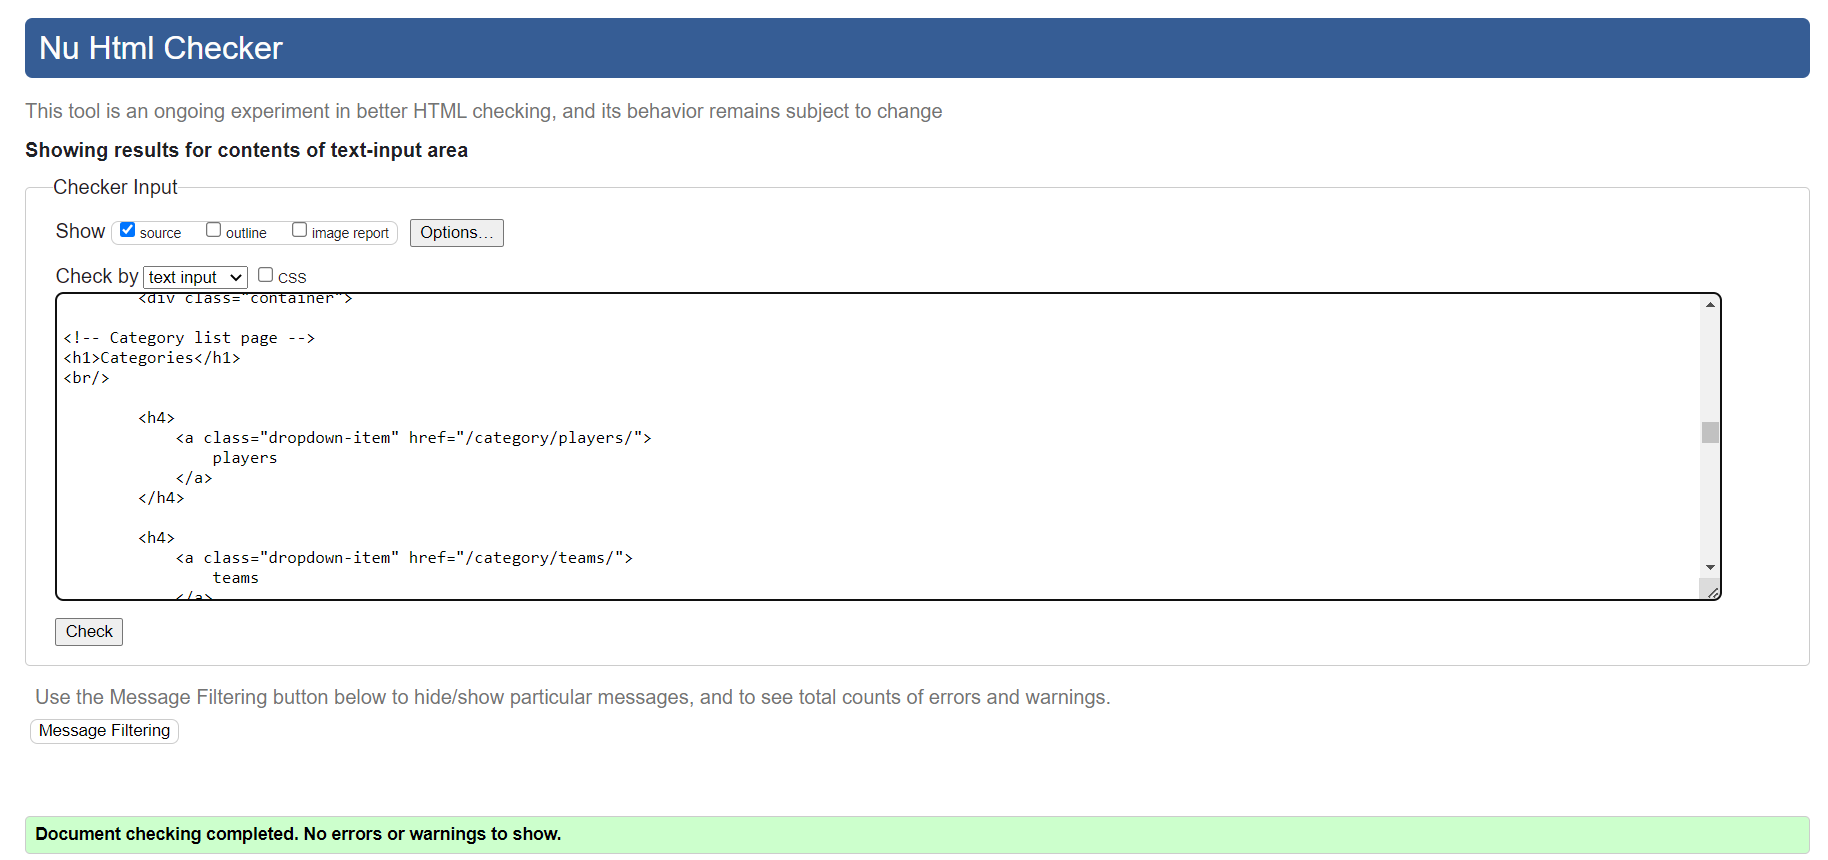 Nu Html Checker
This tool is an ongoing experiment in better HTML checking, and its behavior remains subject to change
Showing results for contents of text-input area
Checker Input
Show source outline image report Options...
Check by text input CSS
<div class="container">
<!-- Category list page -->
<h1>Categories</h1>
<br/>
<h4>
<a class="dropdown-item" href="/category/players/">
players
</a>
</h4>
<h4>
<a class="dropdown-item" href="/category/teams/">
teams
</a>
Check
Use the Message Filtering button below to hide/show particular messages, and to see total counts of errors and warnings.
Message Filtering
Document checking completed. No errors or warnings to show.